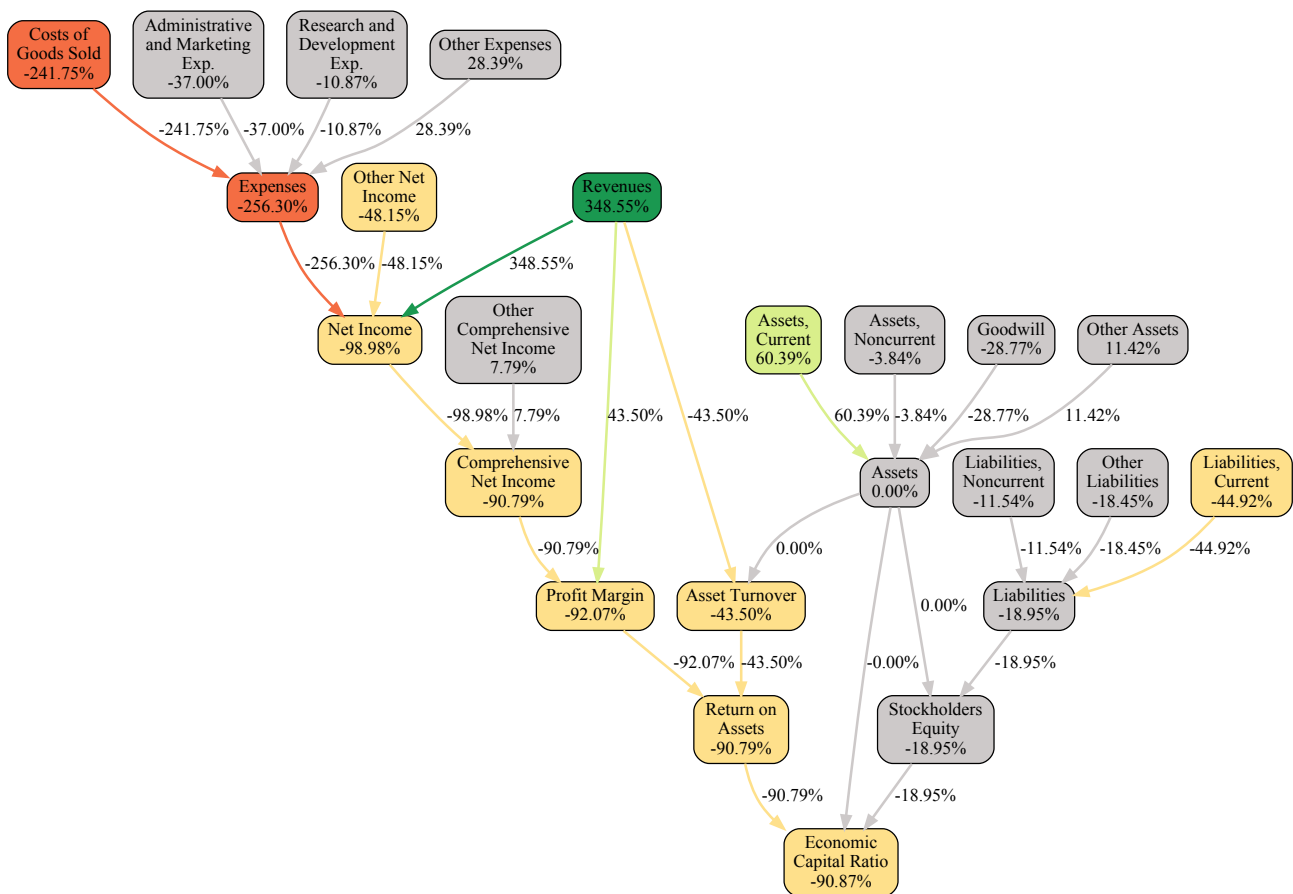 Costs of
Goods Sold
-241.75%
Administrative
and Marketing
Exp.
-37.00%
Research and
Development
Exp.
-10.87%
Other Expenses
28.39%
-241.75%
-37.00%
-10.87%
28.39%
Expenses
-256.30%
Other Net
Income
-48.15%
Revenues
348.55%
-256.30%
-48.15%
348.55%
Net Income
-98.98%
Other
Comprehensive
Net Income
7.79%
Assets,
Current
60.39%
Assets,
Noncurrent
-3.84%
Goodwill
-28.77%
Other Assets
11.42%
-98.98%
7.79%
43.50%
-43.50%
60.39%
-3.84%
-28.77%
11.42%
Comprehensive
Net Income
-90.79%
Assets
0.00%
Liabilities,
Noncurrent
-11.54%
Other
Liabilities
-18.45%
Liabilities,
Current
-44.92%
-90.79%
0.00%
-11.54%
-18.45%
-44.92%
Profit Margin
-92.07%
Asset Turnover
-43.50%
0.00%
Liabilities
-18.95%
-92.07%
-43.50%
-0.00%
-18.95%
Return on
Assets
-90.79%
Stockholders
Equity
-18.95%
-90.79%
-18.95%
Economic
Capital Ratio
-90.87%